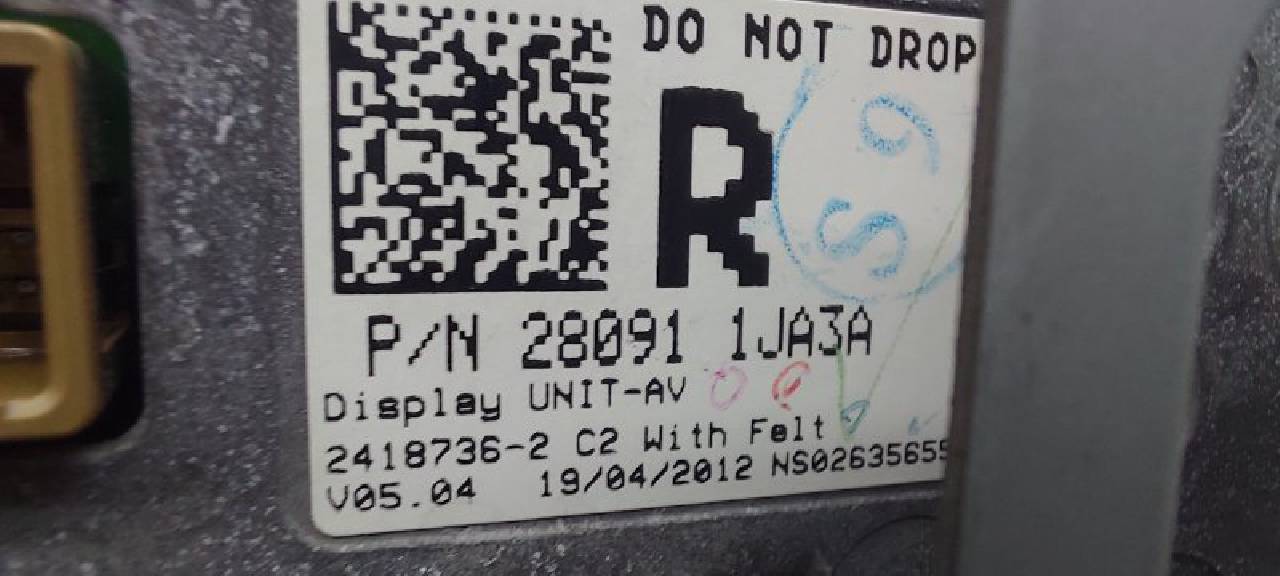 DO NOT DROP
R
S9
P/N 28091 1JA3A
Display UNIT-AV
2418736-2 C2 With Felt
V05.04 19/04/2012 NS02635655